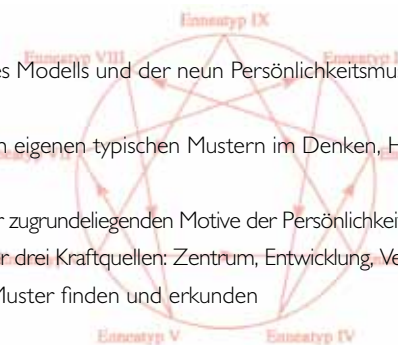 Enneatyp IX
Enneatyp VIII
es Modells und der neun Persönlichkeitsmu
n eigenen typischen Mustern im Denken, H
r zugrundeliegenden Motive der Persönlichkeit
r drei Kraftquellen: Zentrum, Entwicklung, Ve
Muster finden und erkunden
Enneatyp V
Enneatyp IV